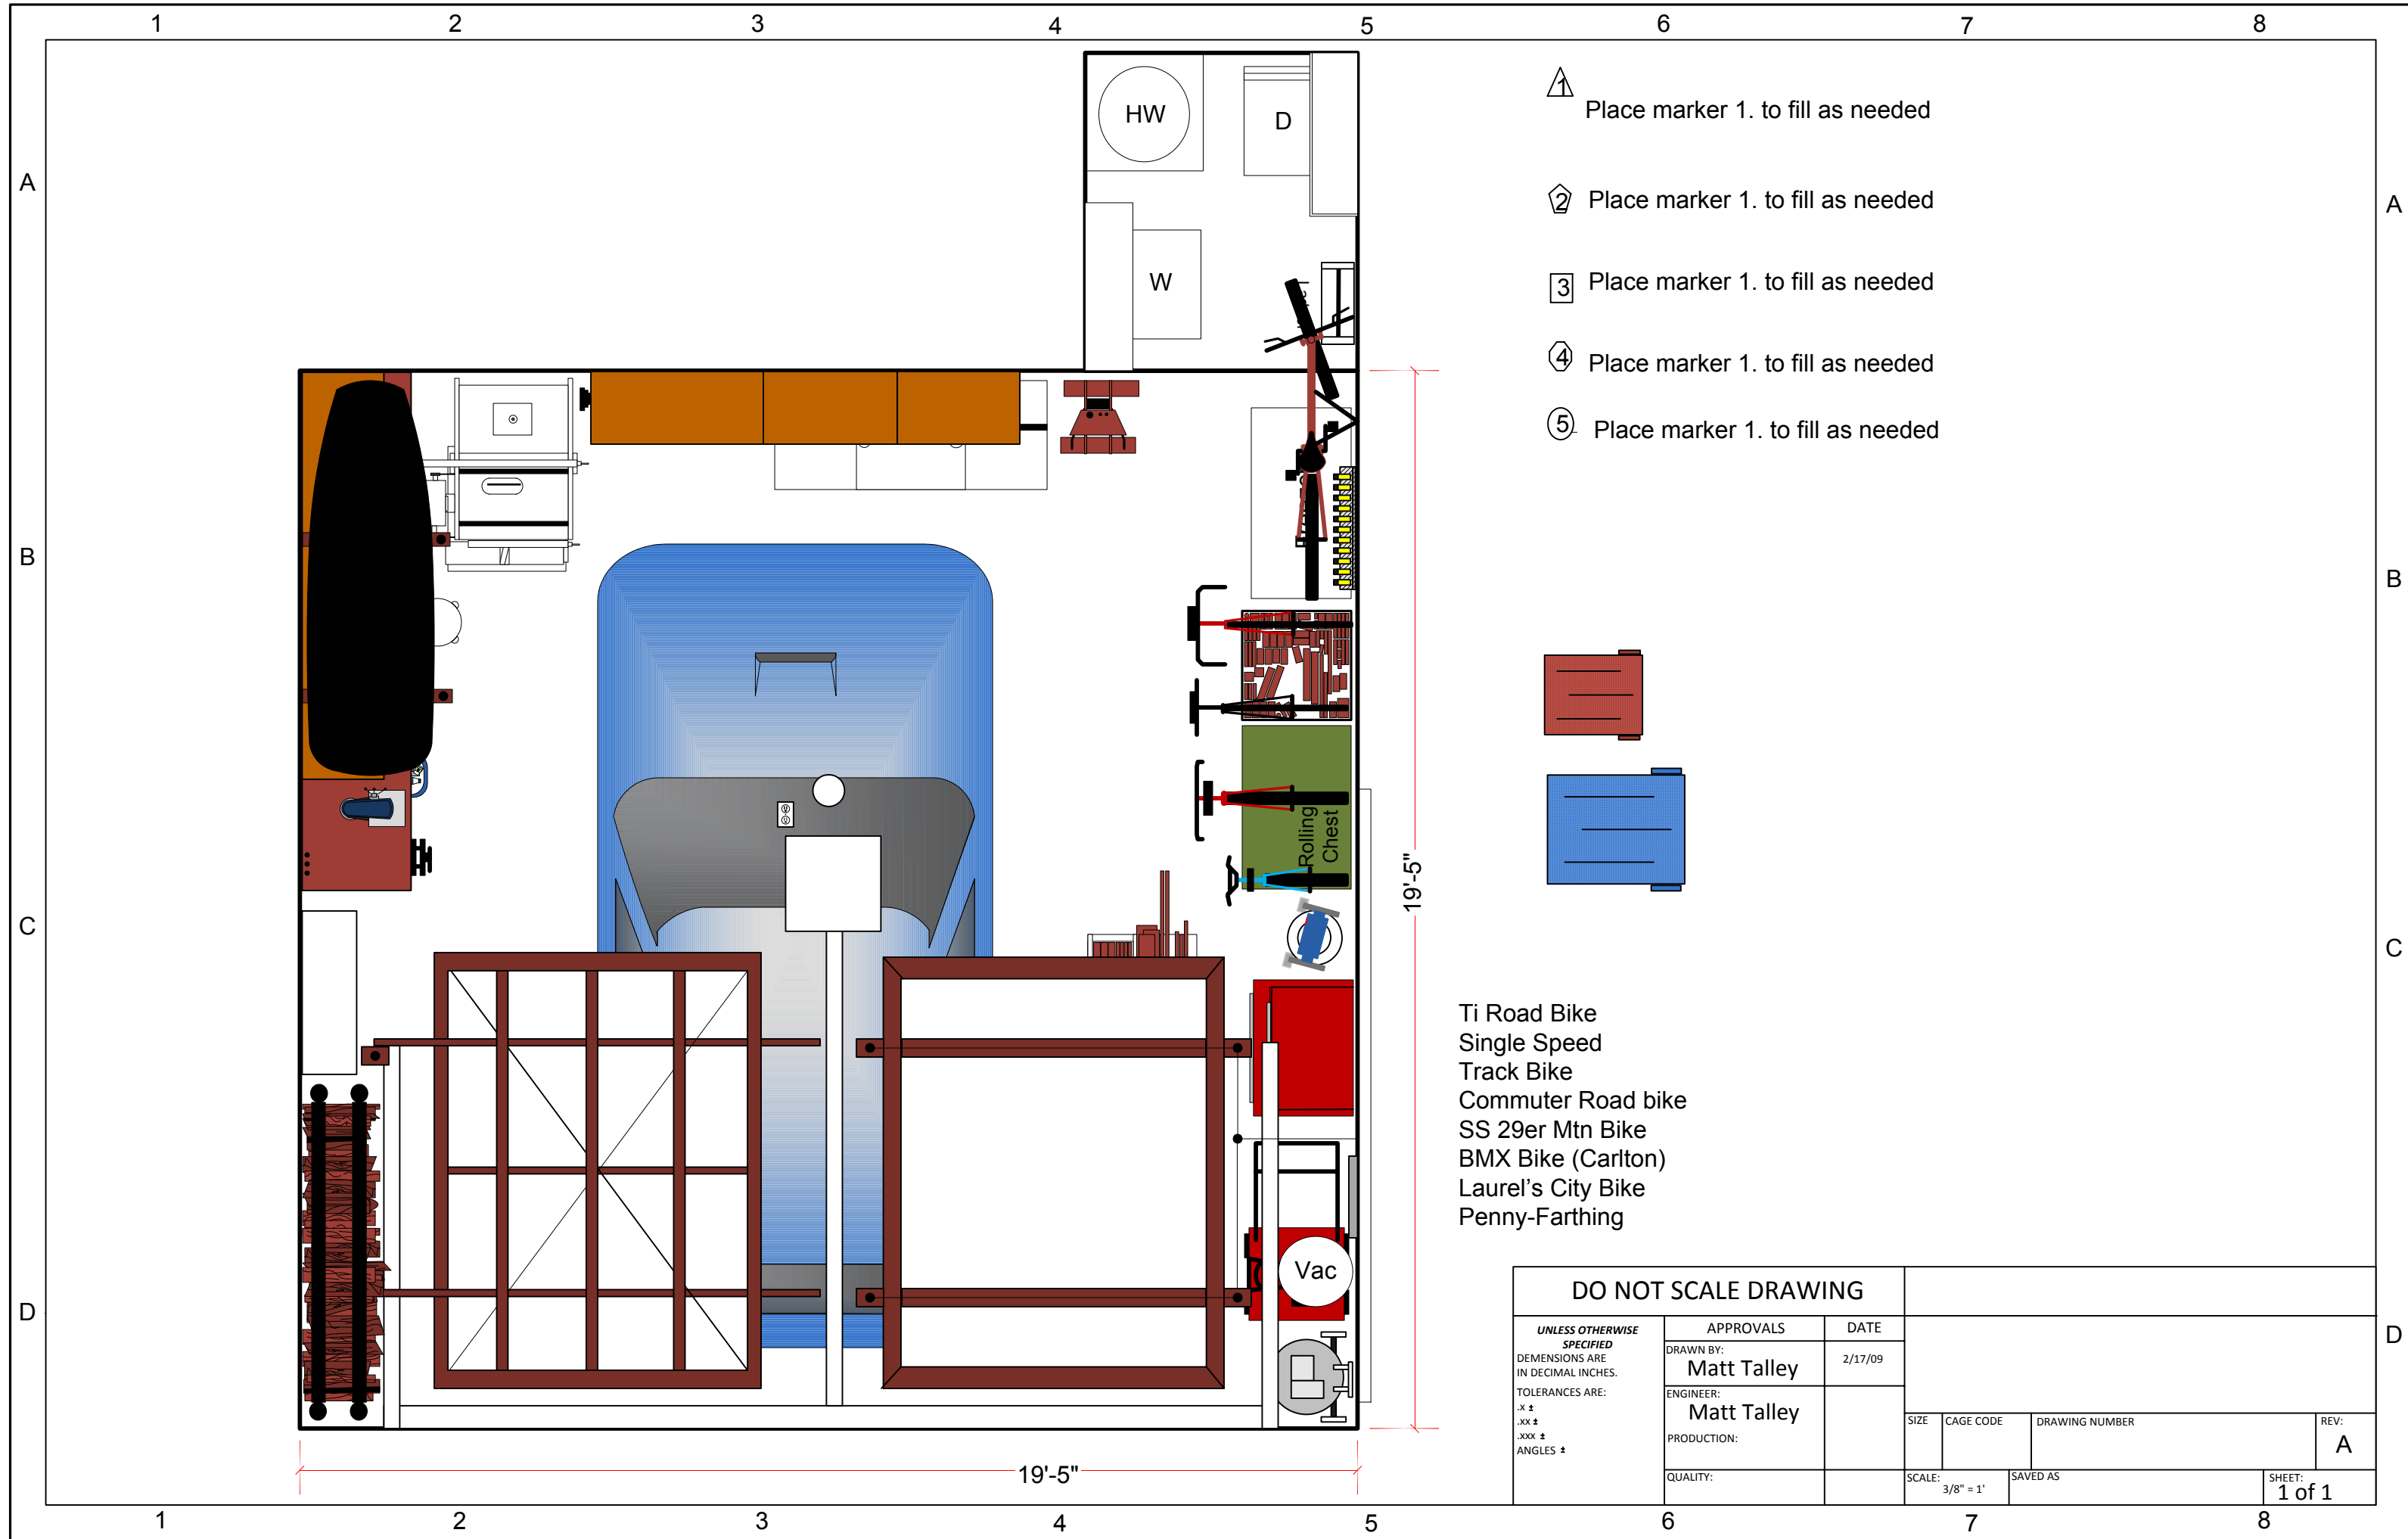 1 2 3 4 5 6 7 8
A
B
C
D
A
B
C
D
HW
D
W
1
Place marker 1. to fill as needed
2
Place marker 1. to fill as needed
3
Place marker 1. to fill as needed
4
Place marker 1. to fill as needed
5
Place marker 1. to fill as needed
Rolling
Chest
Vac
19'-5"
19'-5"
Ti Road Bike
Single Speed
Track Bike
Commuter Road bike
SS 29er Mtn Bike
BMX Bike (Carlton)
Laurel's City Bike
Penny-Farthing
DO NOT SCALE DRAWING
UNLESS OTHERWISE
SPECIFIED
DEMENSIONS ARE
IN DECIMAL INCHES.
TOLERANCES ARE:
.X ±
.XX ±
.XXX ±
ANGLES ±
APPROVALS
DATE
DRAWN BY:
Matt Talley
2/17/09
ENGINEER:
Matt Talley
PRODUCTION:
QUALITY:
SIZE
CAGE CODE
DRAWING NUMBER
REV:
A
SCALE:
3/8" = 1'
SAVED AS
SHEET:
1 of 1
1 2 3 4 5 6 7 8